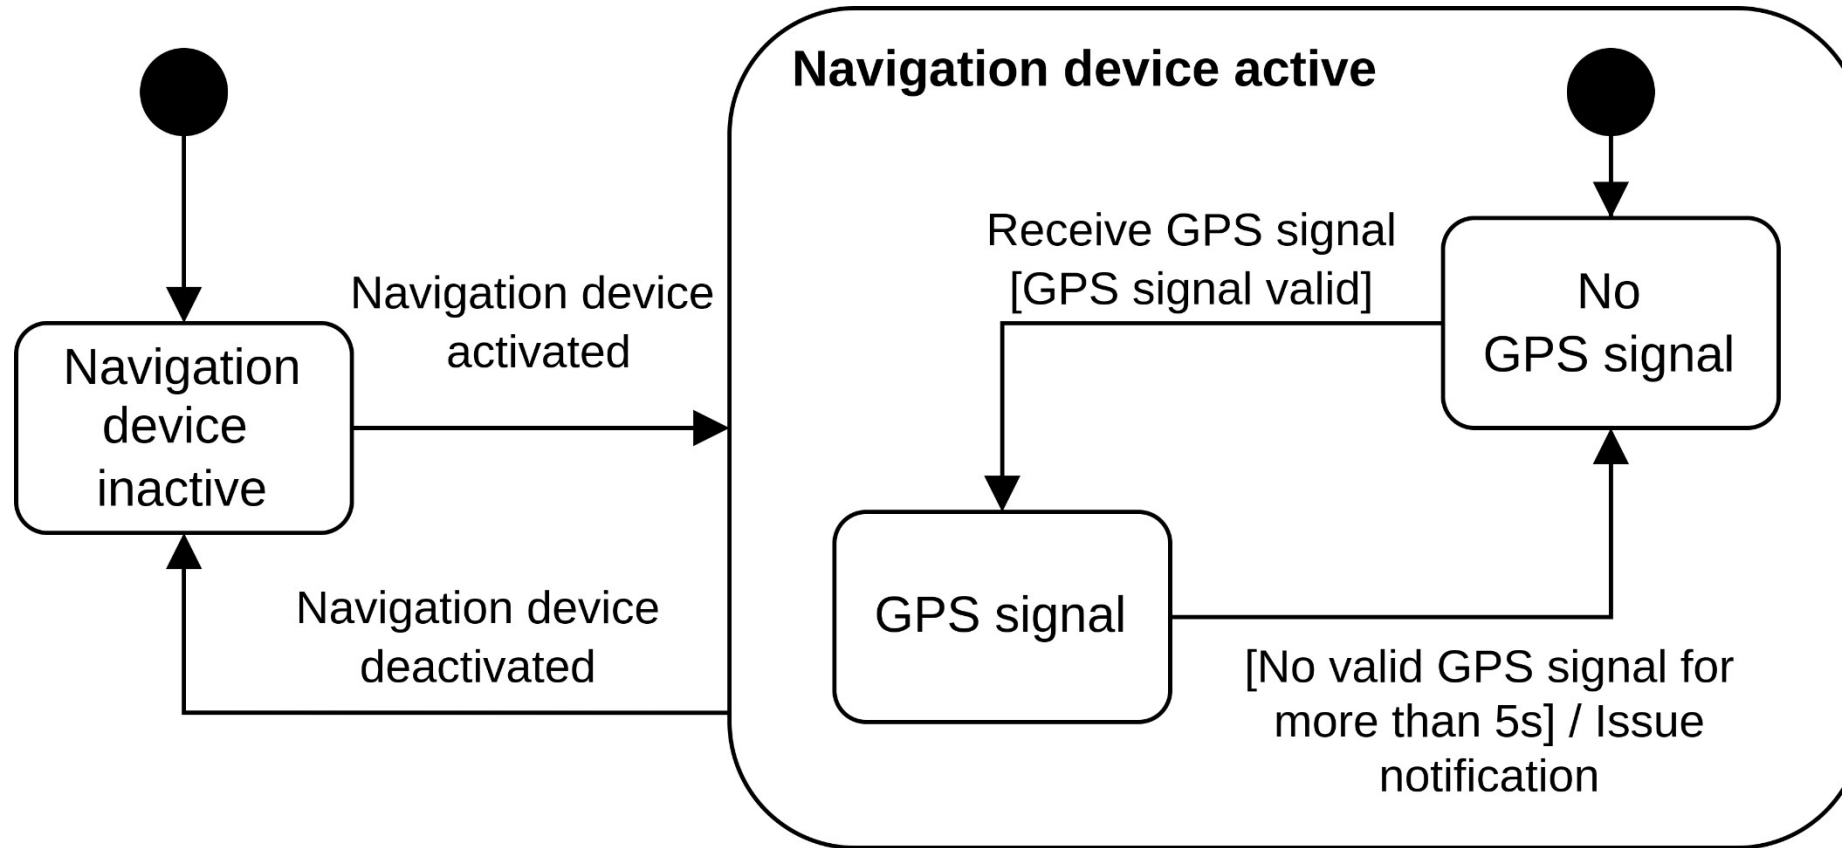 Navigation device active
Navigation device
activated
Navigation
device
inactive
Navigation device
deactivated
Receive GPS signal
[GPS signal valid]
No
GPS signal
GPS signal
[No valid GPS signal for
more than 5s] / Issue
notification